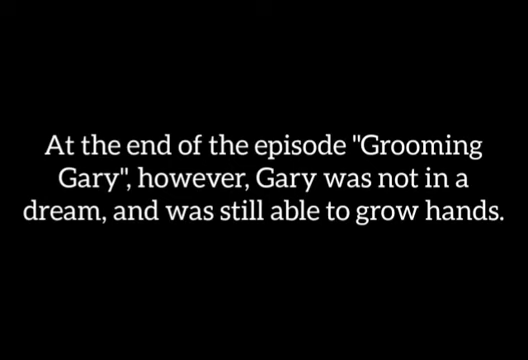 At the end of the episode "Grooming
Gary", however, Gary was not in a
dream, and was still able to grow hands.